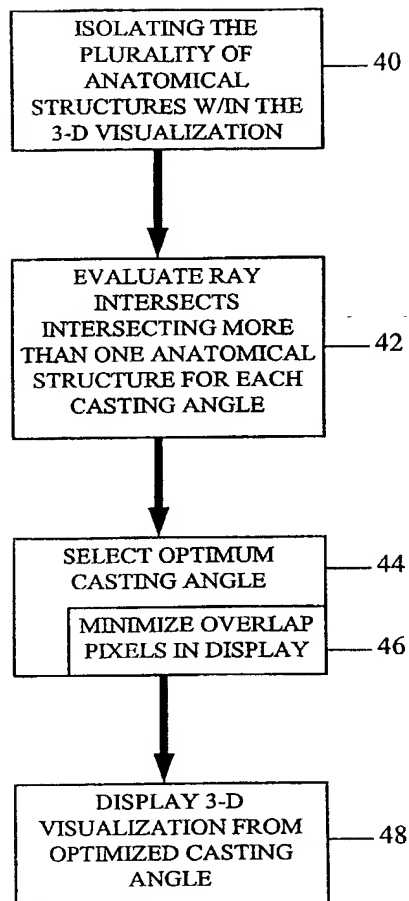 ISOLATING THE
PLURALITY OF
ANATOMICAL
STRUCTURES W/IN THE
3-D VISUALIZATION
40
EVALUATE RAY
INTERSECTS
INTERSECTING MORE
THAN ONE ANATOMICAL
STRUCTURE FOR EACH
CASTING ANGLE
42
SELECT OPTIMUM
CASTING ANGLE
44
MINIMIZE OVERLAP
PIXELS IN DISPLAY
46
DISPLAY 3-D
VISUALIZATION FROM
OPTIMIZED CASTING
ANGLE
48